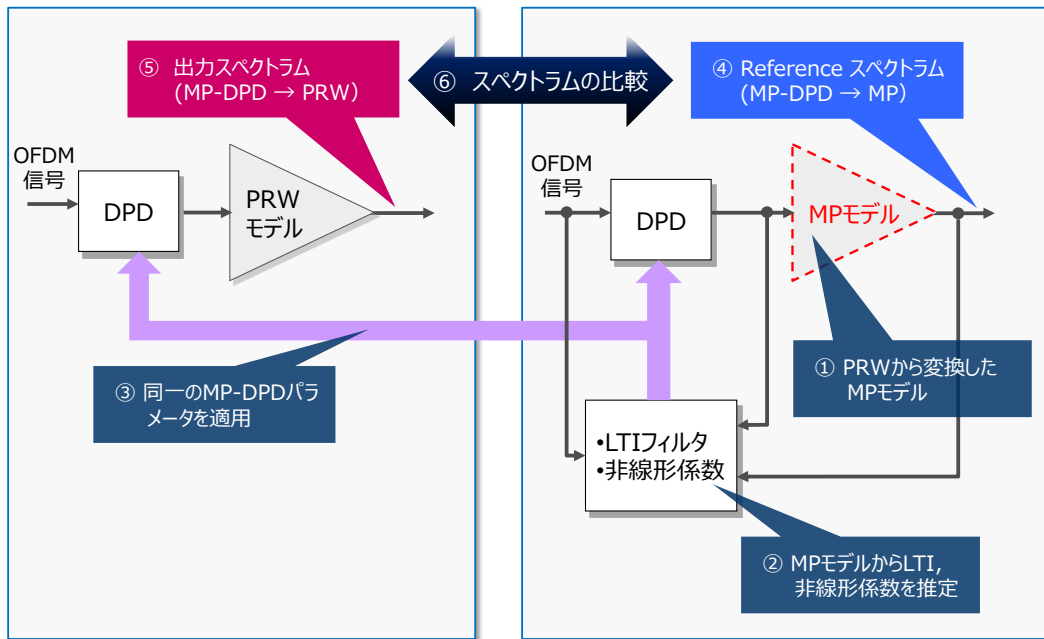 ⑤ 出力スペクトラム
(MP-DPD → PRW)
⑥ スペクトラムの比較
④ Reference スペクトラム
(MP-DPD → MP)
OFDM
信号
DPD
PRW
モデル
OFDM
信号
DPD
MPモデル
① PRWから変換した
MPモデル
③ 同一のMP-DPDパラ
メータを適用
•LTIフィルタ
•非線形係数
② MPモデルからLTI,
非線形係数を推定